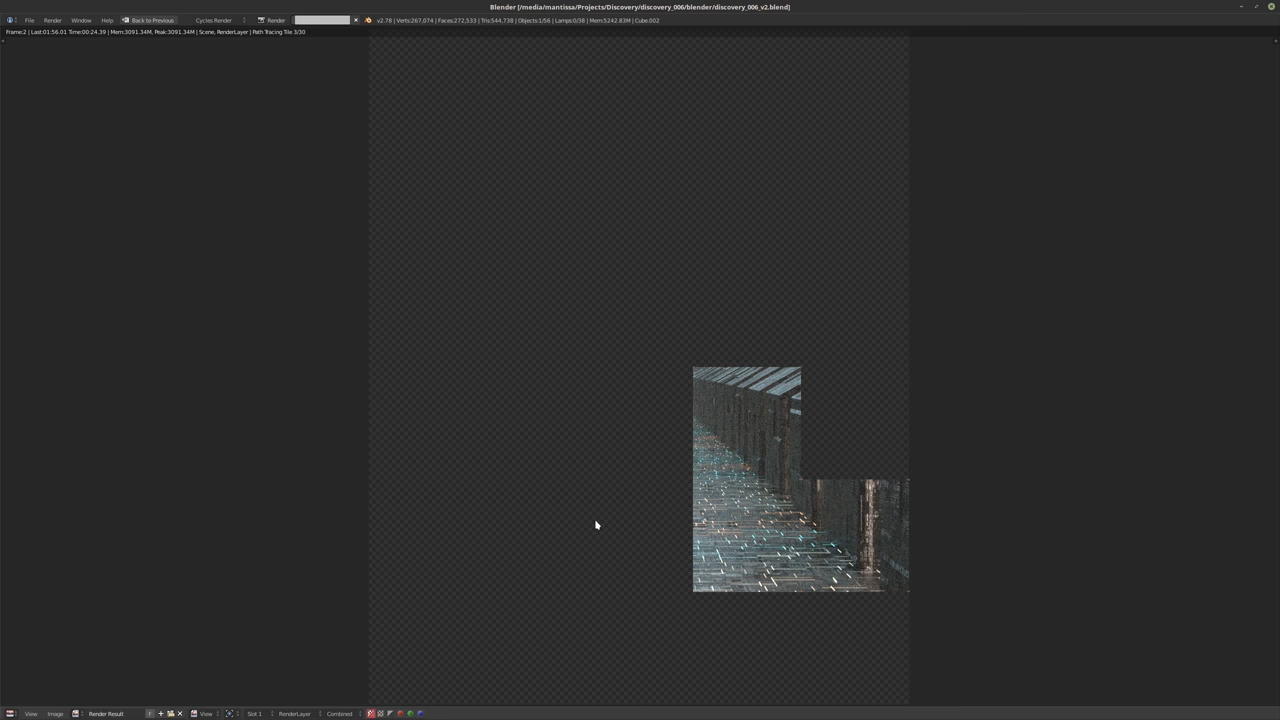 Blender [/media/mantissa/Projects/Discovery/discovery_006/blender/discovery_006_v2.blend]
File Render Window Help Back to Previous Cycles Render Render v2.78 | Verts:267,074 | Faces:272,533 | Tris:544,738 | Objects:1/56 | Lamps:0/38 | Mem:5242.83M | Cube.002
Frame:2 | Last:01:56.01 Time:00:24.39 | Mem:3091.34M, Peak:3091.34M | Scene, RenderLayer | Path Tracing Tile 3/30
View Image Render Result F View Slot 1 RenderLayer Combined